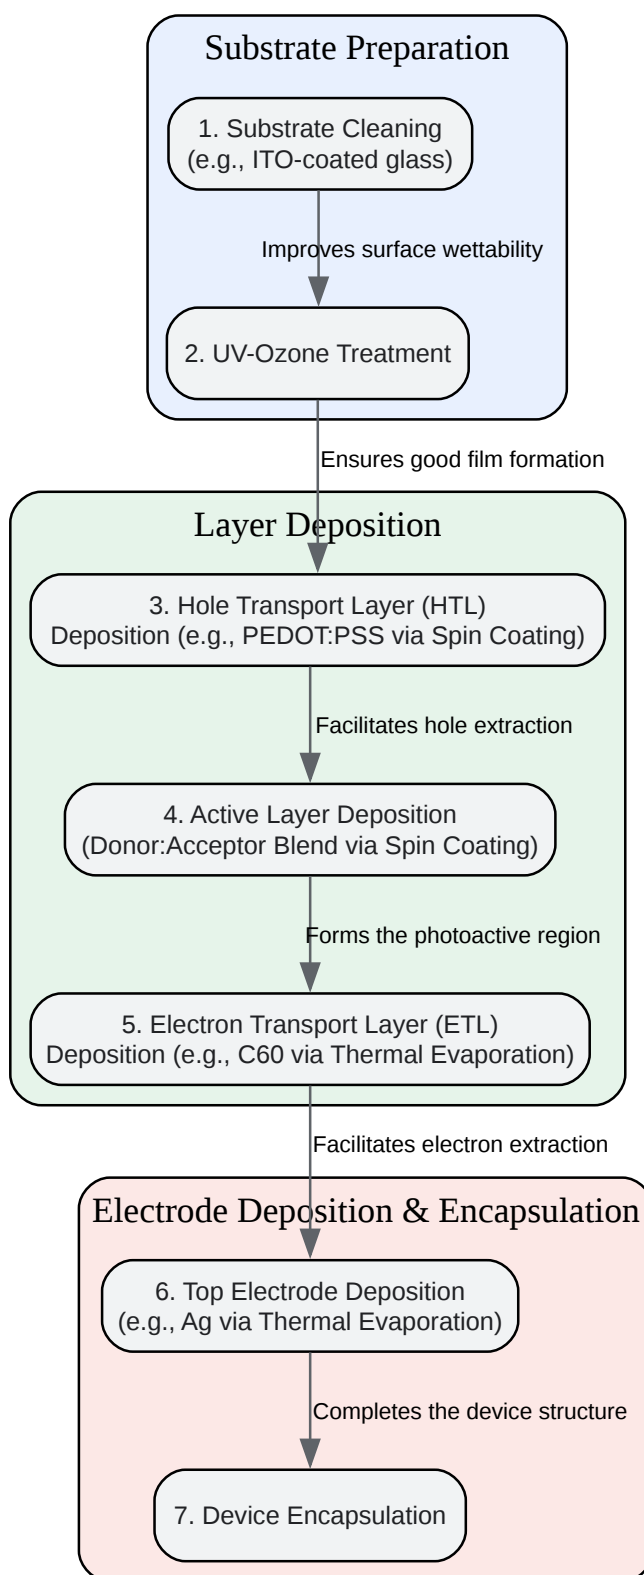 Substrate Preparation
1. Substrate Cleaning
(e.g., ITO-coated glass)
Improves surface wettability
2. UV-Ozone Treatment
Ensures good film formation
Layer Deposition
3. Hole Transport Layer (HTL)
Deposition (e.g., PEDOT:PSS via Spin Coating)
Facilitates hole extraction
4. Active Layer Deposition
(Donor:Acceptor Blend via Spin Coating)
Forms the photoactive region
5. Electron Transport Layer (ETL)
Deposition (e.g., C60 via Thermal Evaporation)
Facilitates electron extraction
Electrode Deposition & Encapsulation
6. Top Electrode Deposition
(e.g., Ag via Thermal Evaporation)
Completes the device structure
7. Device Encapsulation